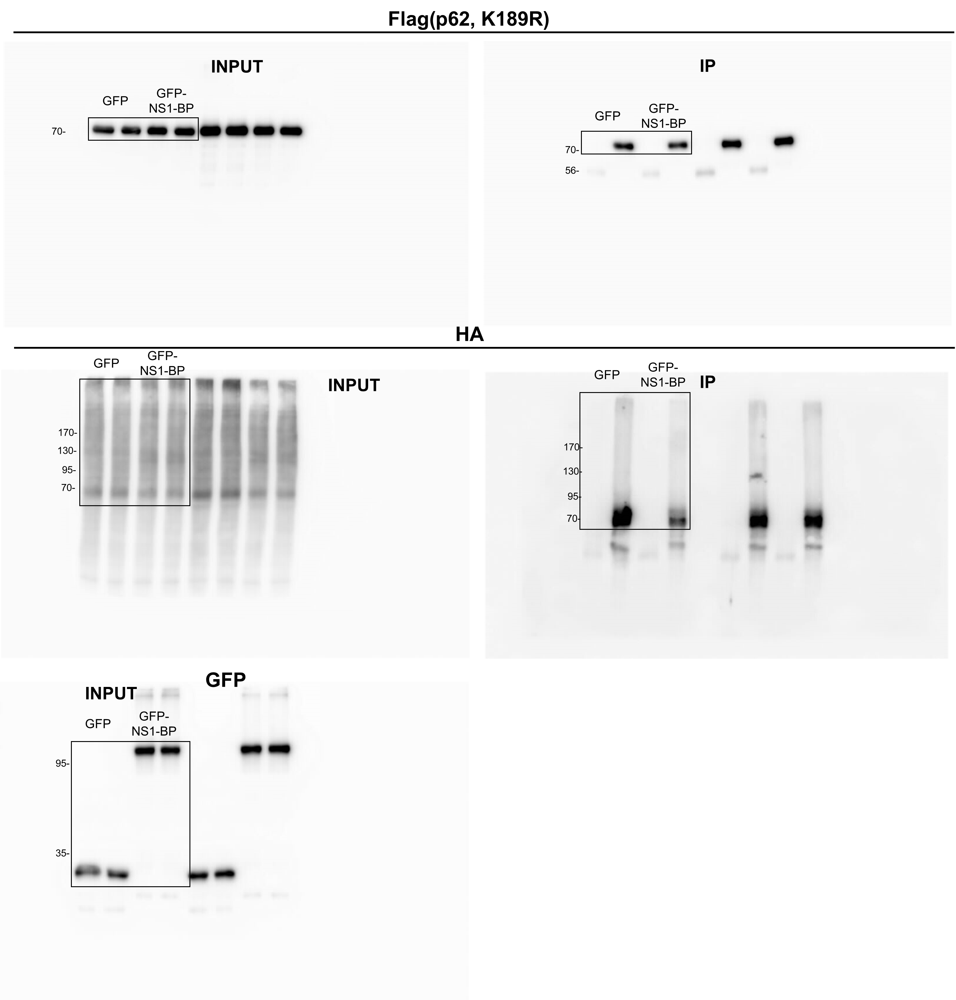 Flag(p62, K189R)
INPUT
GFP
GFP-
NS1-BP
70-
IP
GFP
GFP-
NS1-BP
70-
56-
HA
GFP
GFP-
NS1-BP
INPUT
170-
130-
95-
70-
GFP
GFP-
NS1-BP
IP
170-
130-
95-
70-
GFP
INPUT
GFP
GFP-
NS1-BP
95-
35-